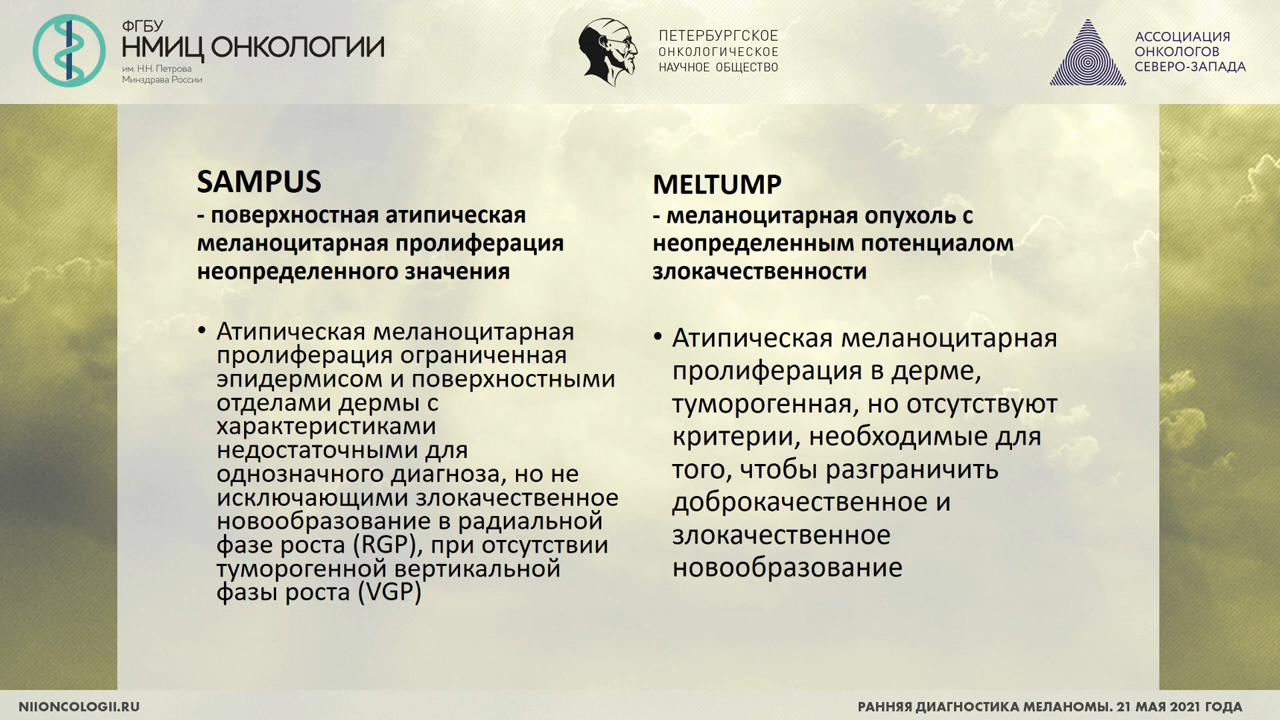 ФГБУ
НМИЦ ОНКОЛОГИИ
им. Н.Н. Петрова
Минздрава России
ПЕТЕРБУРГСКОЕ
ОНКОЛОГИЧЕСКОЕ
НАУЧНОЕ ОБЩЕСТВО
АССОЦИАЦИЯ
ОНКОЛОГОВ
СЕВЕРО-ЗАПАДА
SAMPUS
- поверхностная атипическая
меланоцитарная пролиферация
неопределенного значения
• Атипическая меланоцитарная
пролиферация ограниченная
эпидермисом и поверхностными
отделами дермы с
характеристиками
недостаточными для
однозначного диагноза, но не
исключающими злокачественное
новообразование в радиальной
фазе роста (RGP), при отсутствии
туморогенной вертикальной
фазы роста (VGP)
MELTUMP
- меланоцитарная опухоль с
неопределенным потенциалом
злокачественности
• Атипическая меланоцитарная
пролиферация в дерме,
туморогенная, но отсутствуют
критерии, необходимые для
того, чтобы разграничить
доброкачественное и
злокачественное
новообразование
NIIONCOLOGII.RU
РАННЯЯ ДИАГНОСТИКА МЕЛАНОМЫ. 21 МАЯ 2021 ГОДА